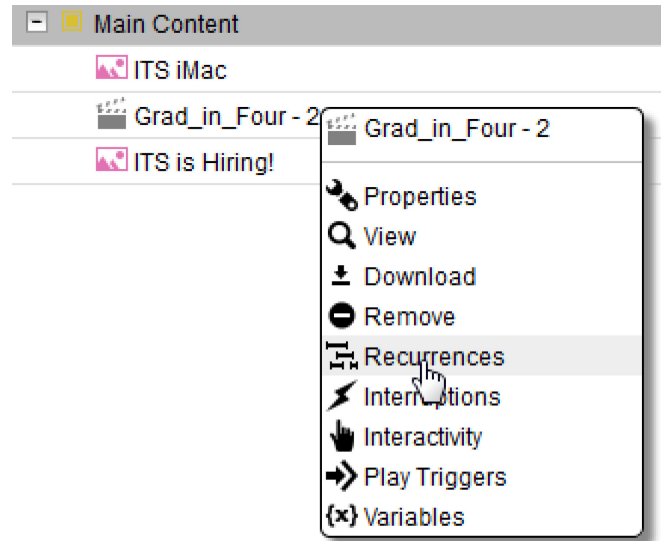 Main Content
ITS iMac
Grad_in_Four - 2
ITS is Hiring!
Grad_in_Four - 2
Properties
View
Download
Remove
Recurrences
Interruptions
Interactivity
Play Triggers
{x} Variables